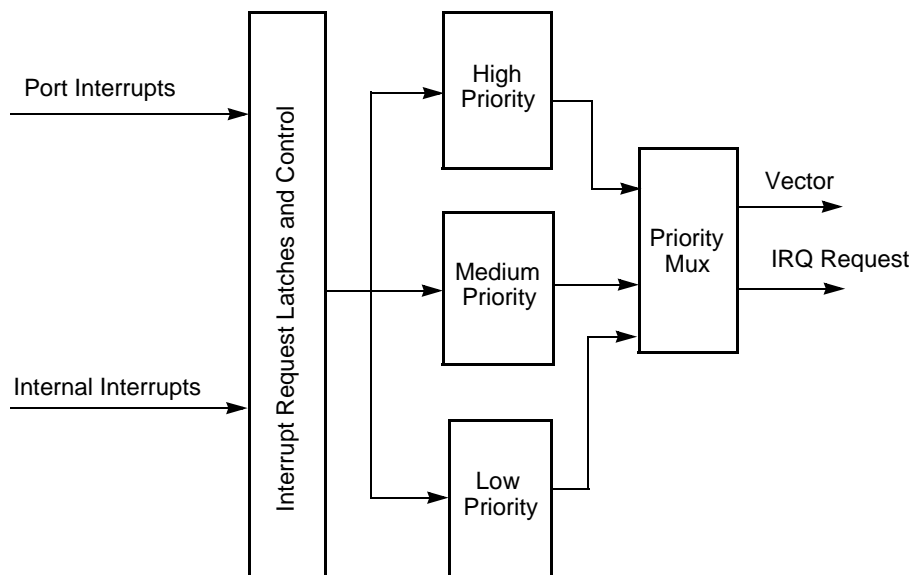 Port Interrupts
Internal Interrupts
Interrupt Request Latches and Control
High
Priority
Medium
Priority
Low
Priority
Priority
Mux
Vector
IRQ Request